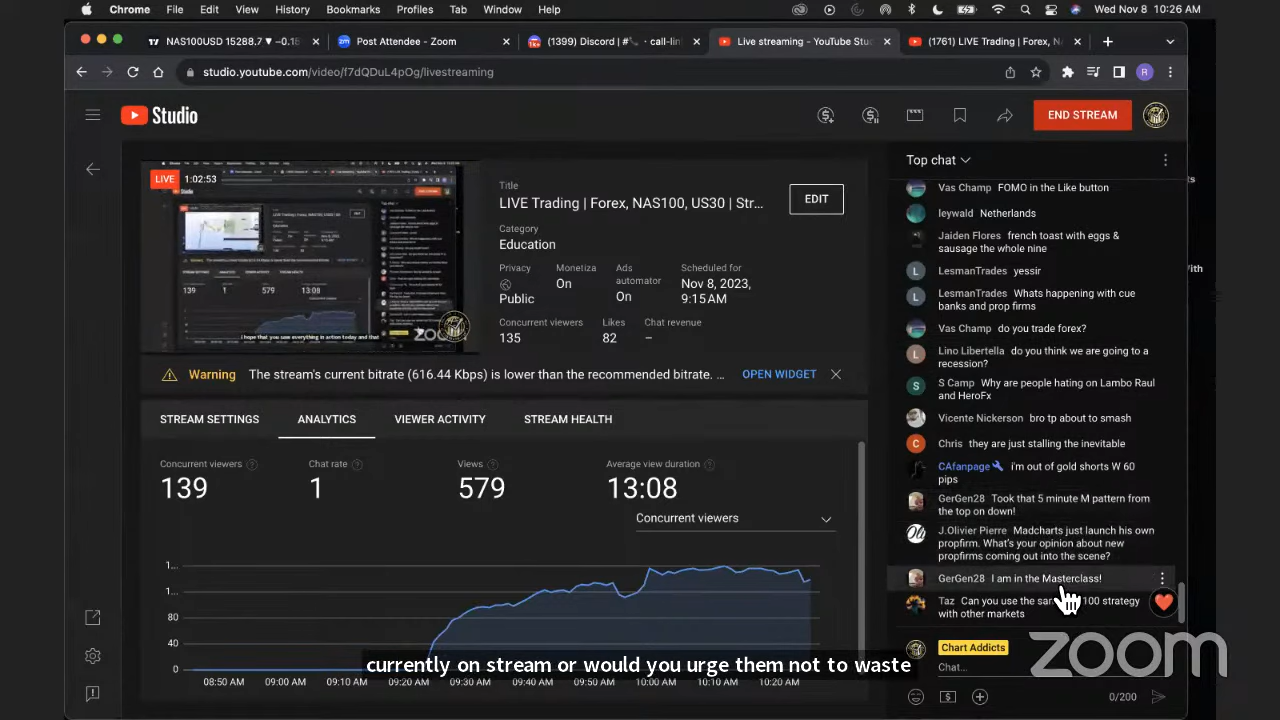 Chrome File Edit View History Bookmarks Profiles Tab Window Help Wed Nov 8 10:26 AM
NAS100USD 15288.7 ▼ −0.15
Post Attendee - Zoom
(1399) Discord | #📞・call-lin
Live streaming - YouTube Stu
(1761) LIVE Trading | Forex, N
studio.youtube.com/video/f7dQDuL4pOg/livestreaming
R
Studio
END STREAM
LIVE 1:02:53
Title
LIVE Trading | Forex, NAS100, US30 | Str...
EDIT
Category
Education
Privacy
Public
Monetiza
On
Ads
automator
On
Scheduled for
Nov 8, 2023,
9:15 AM
Concurrent viewers
135
Likes
82
Chat revenue
–
Warning The stream's current bitrate (616.44 Kbps) is lower than the recommended bitrate. ...
OPEN WIDGET
STREAM SETTINGS
ANALYTICS
VIEWER ACTIVITY
STREAM HEALTH
Concurrent viewers
139
Chat rate
1
Views
579
Average view duration
13:08
Concurrent viewers
1...
1...
80
40
0
08:50 AM 09:00 AM 09:10 AM 09:20 AM 09:30 AM 09:40 AM 09:50 AM 10:00 AM 10:10 AM 10:20 AM
currently on stream or would you urge them not to waste
Top chat
Vas Champ FOMO in the Like button
leywald Netherlands
Jaiden Flores french toast with eggs &
sausage the whole nine
LesmanTrades yessir
LesmanTrades Whats happening with cue
banks and prop firms
Vas Champ do you trade forex?
Lino Libertella do you think we are going to a
recession?
S Camp Why are people hating on Lambo Raul
and HeroFx
Vicente Nickerson bro tp about to smash
Chris they are just stalling the inevitable
CAfanpage i'm out of gold shorts W 60
pips
GerGen28 Took that 5 minute M pattern from
the top on down!
J.Olivier Pierre Madcharts just launch his own
propfirm. What's your opinion about new
propfirms coming out into the scene?
GerGen28 I am in the Masterclass!
Taz Can you use the 100 strategy
with other markets
Chart Addicts
Chat...
0/200
zoom